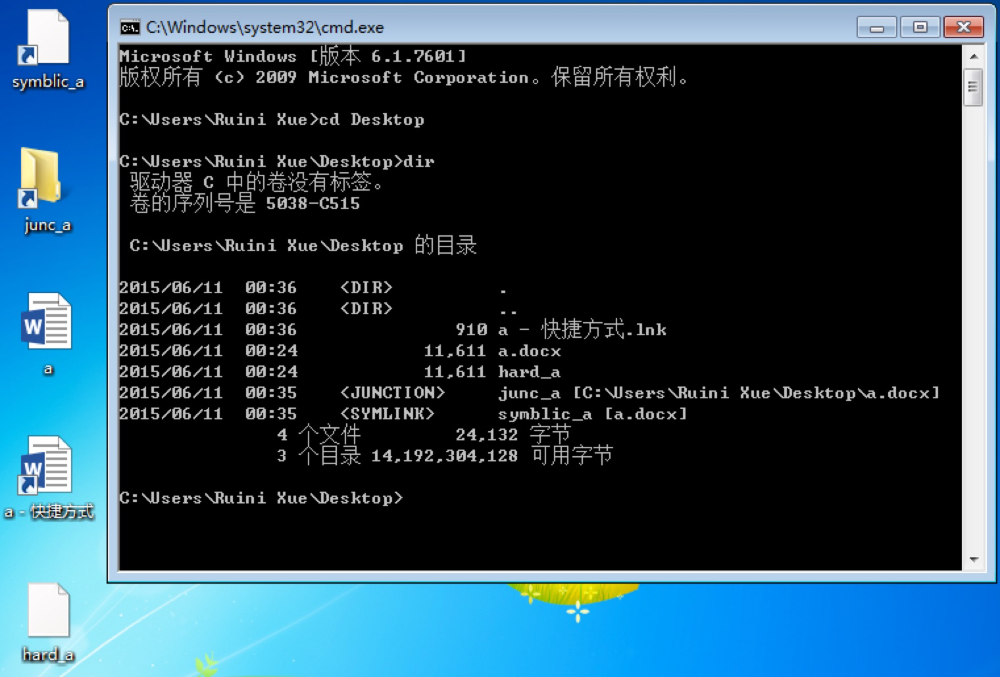 symblic_a
junc_a
a
a - 快捷方式
hard_a
C:\Windows\system32\cmd.exe
Microsoft Windows [版本 6.1.7601]
版权所有 (c) 2009 Microsoft Corporation。保留所有权利。
C:\Users\Ruini Xue>cd Desktop
C:\Users\Ruini Xue\Desktop>dir
驱动器 C 中的卷没有标签。
卷的序列号是 5038-C515
C:\Users\Ruini Xue\Desktop 的目录
2015/06/11  00:36    <DIR>          .
2015/06/11  00:36    <DIR>          ..
2015/06/11  00:36               910 a - 快捷方式.lnk
2015/06/11  00:24            11,611 a.docx
2015/06/11  00:24            11,611 hard_a
2015/06/11  00:35    <JUNCTION>     junc_a [C:\Users\Ruini Xue\Desktop\a.docx]
2015/06/11  00:35    <SYMLINK>      symblic_a [a.docx]
4 个文件         24,132 字节
3 个目录 14,192,304,128 可用字节
C:\Users\Ruini Xue\Desktop>